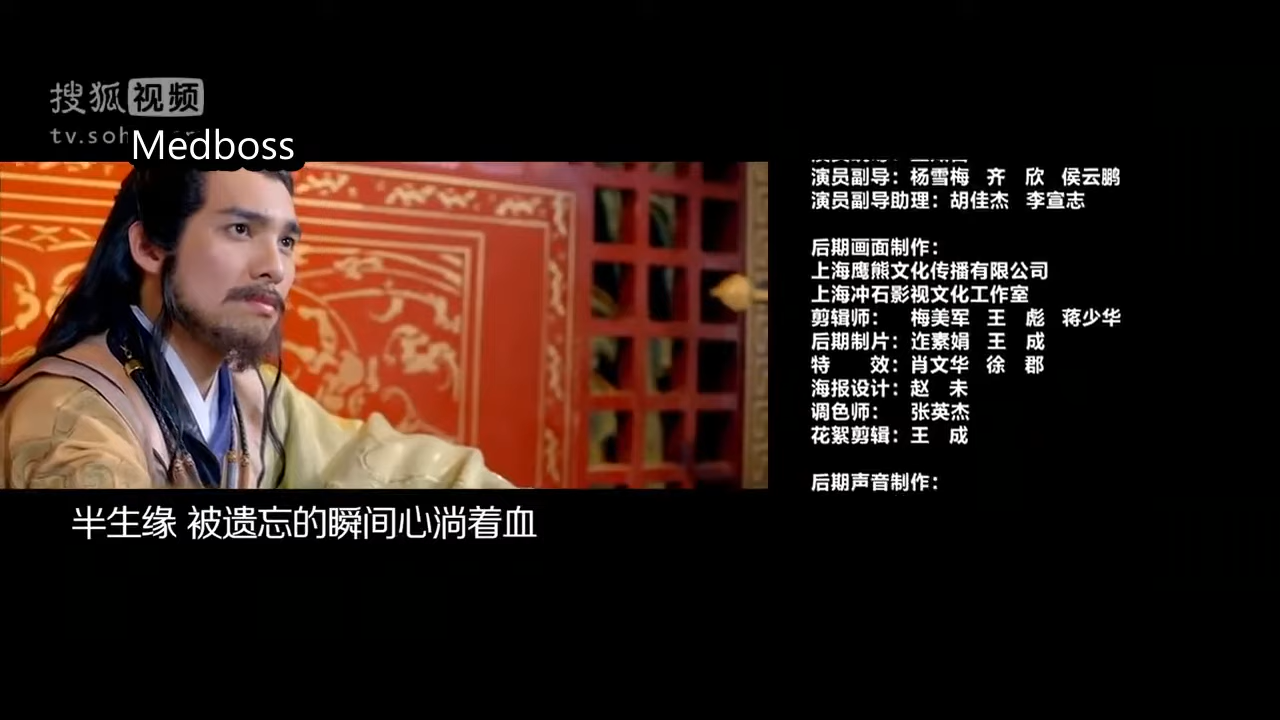 搜狐视频
tv.soh
Medboss
演员副导：杨雪梅 齐 欣 侯云鹏
演员副导助理：胡佳杰 李宣志
后期画面制作：
上海鹰熊文化传播有限公司
上海冲石影视文化工作室
剪辑师： 梅美军 王 彪 蒋少华
后期制片：迮素娟 王 成
特 效：肖文华 徐 郡
海报设计：赵 未
调色师： 张英杰
花絮剪辑：王 成
后期声音制作：
半生缘 被遗忘的瞬间心淌着血